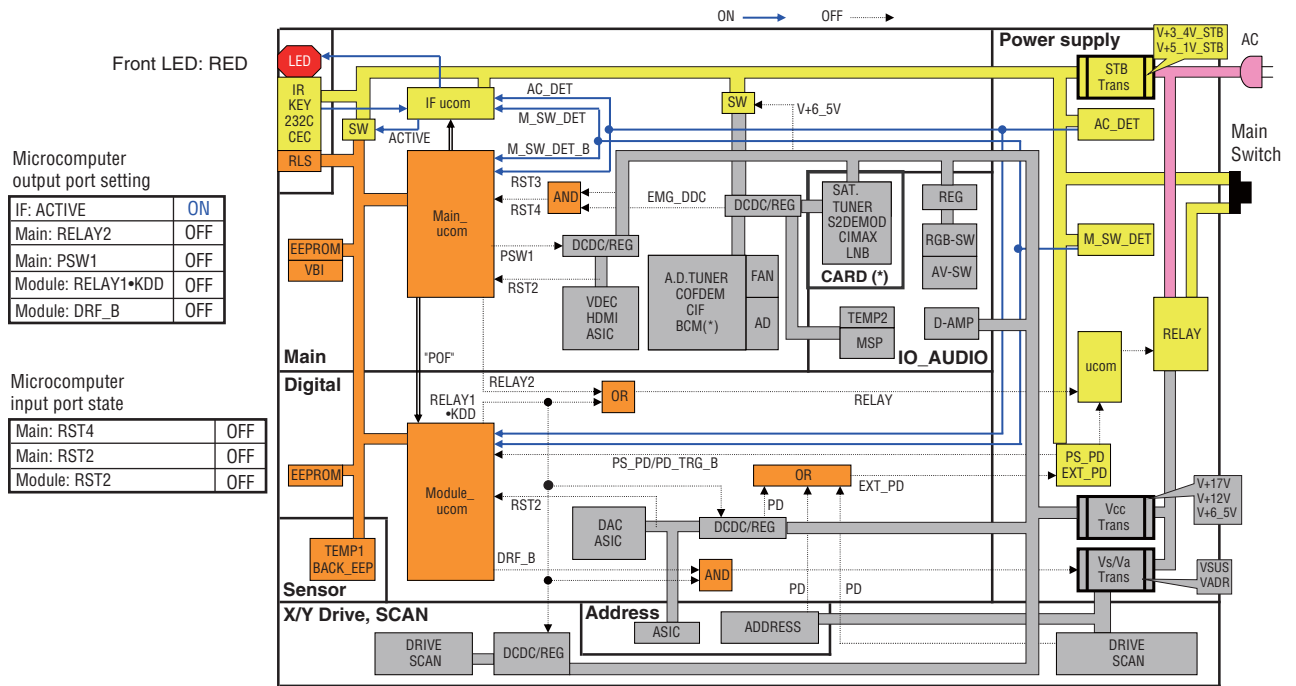 ON
OFF
Front LED: RED
Microcomputer
output port setting
IF: ACTIVE ON
Main: RELAY2 OFF
Main: PSW1 OFF
Module: RELAY1•KDD OFF
Module: DRF_B OFF
Microcomputer
input port state
Main: RST4 OFF
Main: RST2 OFF
Module: RST2 OFF
LED
IR
KEY
232C
CEC
SW
RLS
IF ucom
ACTIVE
AC_DET
M_SW_DET
M_SW_DET_B
SW
V+6_5V
Main_
ucom
RST3
RST4
AND
EMG_DDC
PSW1
RST2
DCDC/REG
DCDC/REG
EEPROM
VBI
VDEC
HDMI
ASIC
A.D.TUNER
COFDEM
CIF
BCM(*)
FAN
AD
SAT.
TUNER
S2DEMOD
CIMAX
LNB
CARD (*)
REG
RGB-SW
AV-SW
TEMP2
MSP
D-AMP
IO_AUDIO
Main
"POF"
Power supply
V+3_4V_STB
V+5_1V_STB
AC
STB
Trans
AC_DET
Main
Switch
M_SW_DET
RELAY
ucom
Digital
RELAY2
RELAY1
•KDD
OR
RELAY
PS_PD/PD_TRG_B
PS_PD
EXT_PD
OR
EXT_PD
EEPROM
Module_
ucom
RST2
PD
DAC
ASIC
DCDC/REG
V+17V
V+12V
V+6_5V
Vcc
Trans
DRF_B
AND
PD
PD
Vs/Va
Trans
VSUS
VADR
TEMP1
BACK_EEP
Sensor
X/Y Drive, SCAN
Address
ASIC
ADDRESS
DRIVE
SCAN
DCDC/REG
DRIVE
SCAN